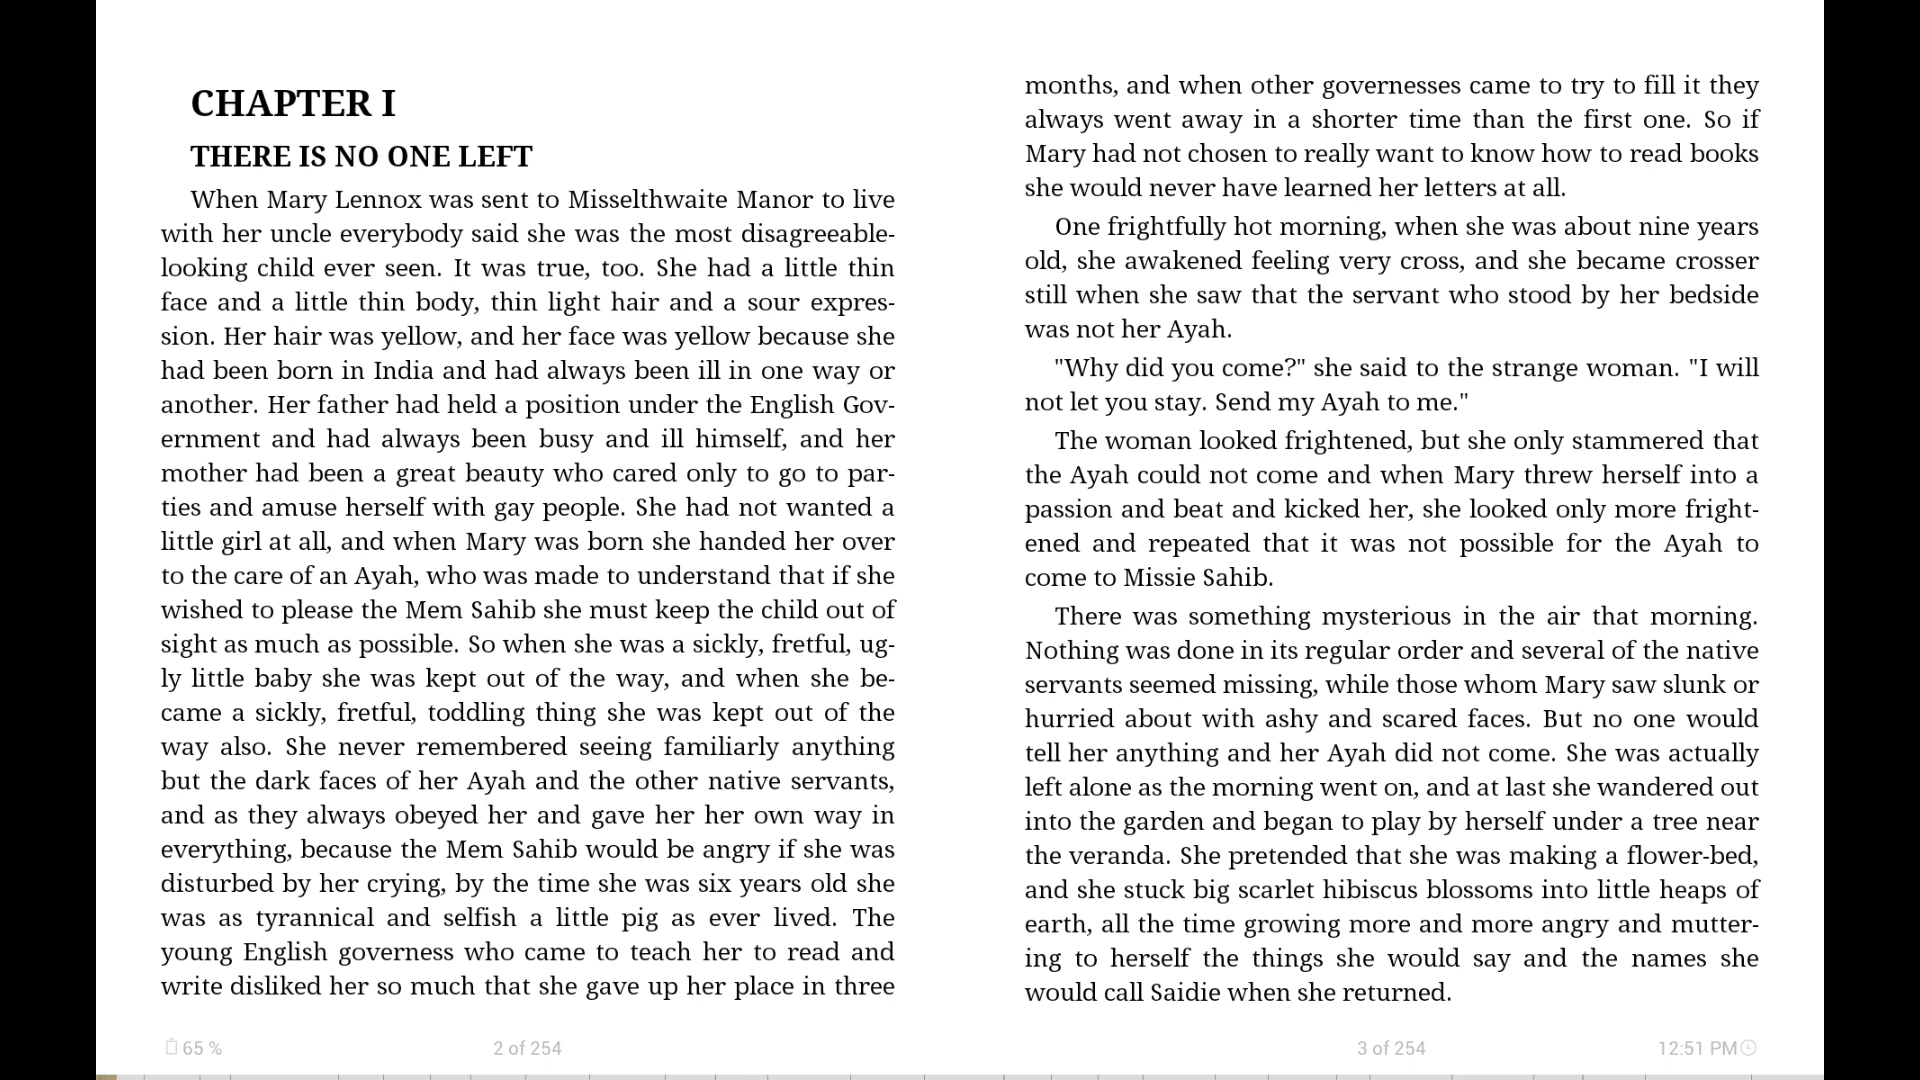 CHAPTER I
THERE IS NO ONE LEFT
When Mary Lennox was sent to Misselthwaite Manor to live
with her uncle everybody said she was the most disagreeable-
looking child ever seen. It was true, too. She had a little thin
face and a little thin body, thin light hair and a sour expres-
sion. Her hair was yellow, and her face was yellow because she
had been born in India and had always been ill in one way or
another. Her father had held a position under the English Gov-
ernment and had always been busy and ill himself, and her
mother had been a great beauty who cared only to go to par-
ties and amuse herself with gay people. She had not wanted a
little girl at all, and when Mary was born she handed her over
to the care of an Ayah, who was made to understand that if she
wished to please the Mem Sahib she must keep the child out of
sight as much as possible. So when she was a sickly, fretful, ug-
ly little baby she was kept out of the way, and when she be-
came a sickly, fretful, toddling thing she was kept out of the
way also. She never remembered seeing familiarly anything
but the dark faces of her Ayah and the other native servants,
and as they always obeyed her and gave her her own way in
everything, because the Mem Sahib would be angry if she was
disturbed by her crying, by the time she was six years old she
was as tyrannical and selfish a little pig as ever lived. The
young English governess who came to teach her to read and
write disliked her so much that she gave up her place in three
months, and when other governesses came to try to fill it they
always went away in a shorter time than the first one. So if
Mary had not chosen to really want to know how to read books
she would never have learned her letters at all.
One frightfully hot morning, when she was about nine years
old, she awakened feeling very cross, and she became crosser
still when she saw that the servant who stood by her bedside
was not her Ayah.
"Why did you come?" she said to the strange woman. "I will
not let you stay. Send my Ayah to me."
The woman looked frightened, but she only stammered that
the Ayah could not come and when Mary threw herself into a
passion and beat and kicked her, she looked only more fright-
ened and repeated that it was not possible for the Ayah to
come to Missie Sahib.
There was something mysterious in the air that morning.
Nothing was done in its regular order and several of the native
servants seemed missing, while those whom Mary saw slunk or
hurried about with ashy and scared faces. But no one would
tell her anything and her Ayah did not come. She was actually
left alone as the morning went on, and at last she wandered out
into the garden and began to play by herself under a tree near
the veranda. She pretended that she was making a flower-bed,
and she stuck big scarlet hibiscus blossoms into little heaps of
earth, all the time growing more and more angry and mutter-
ing to herself the things she would say and the names she
would call Saidie when she returned.
65 %
2 of 254
3 of 254
12:51 PM